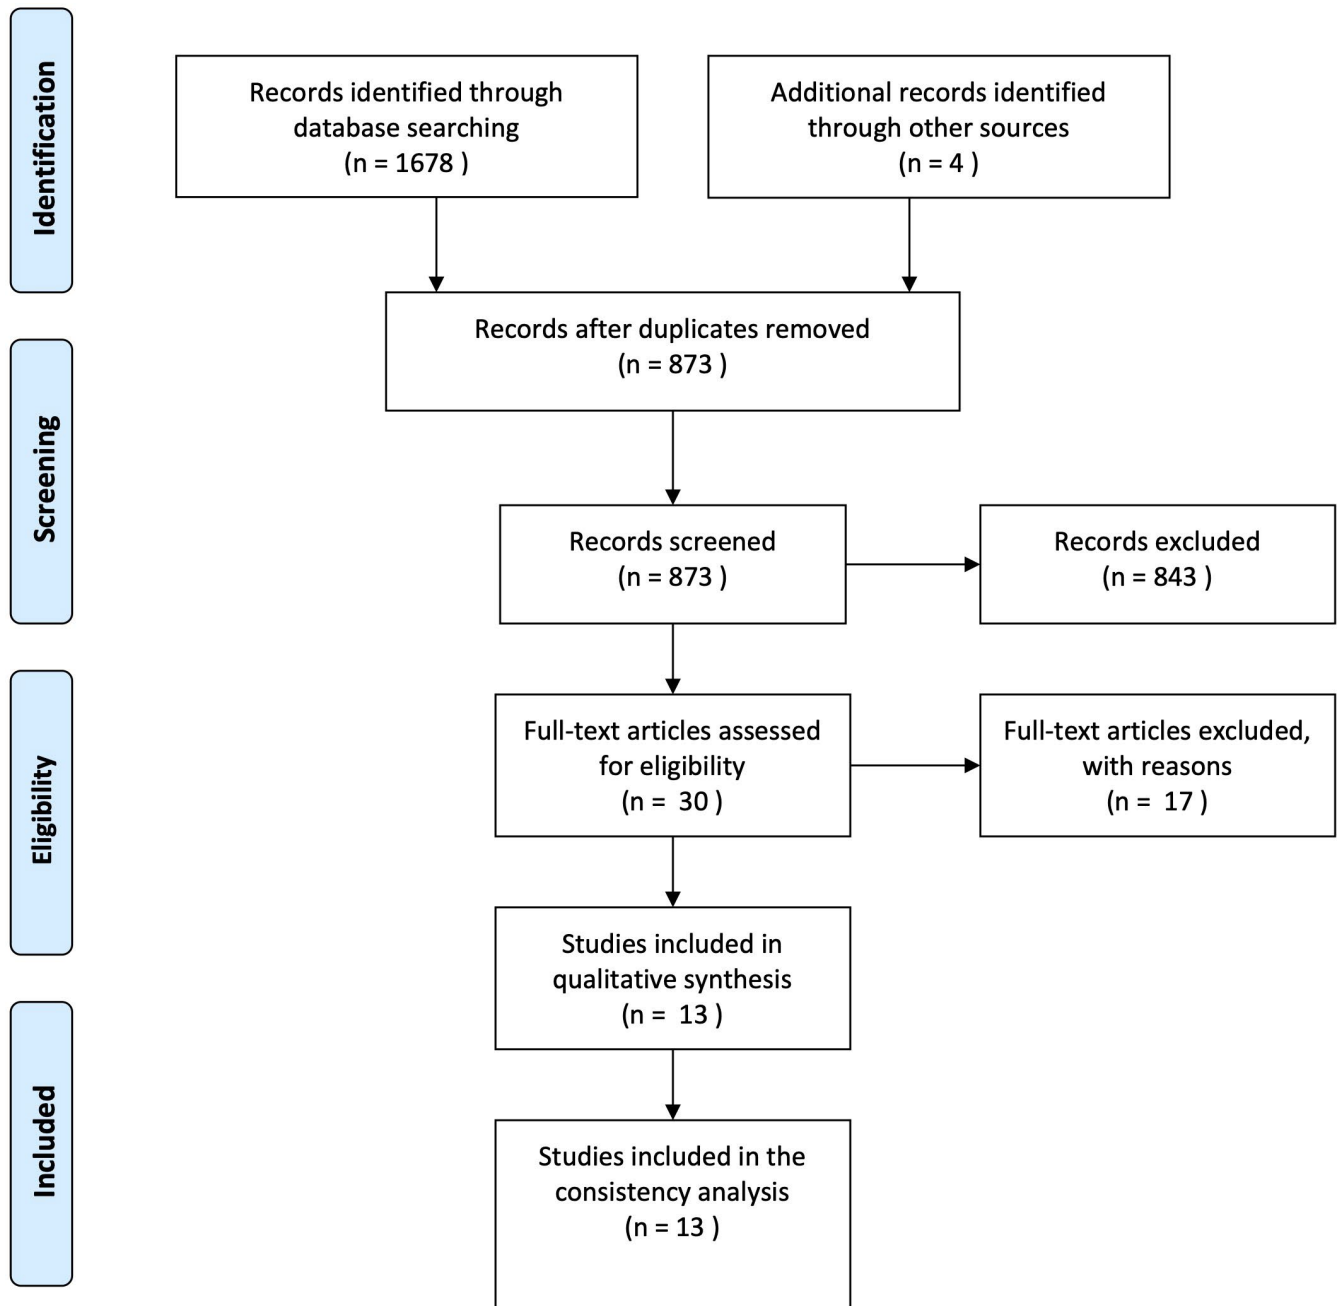 Identification
Records identified through
database searching
(n = 1678 )
Additional records identified
through other sources
(n = 4 )
Records after duplicates removed
(n = 873 )
Screening
Records screened
(n = 873 )
Records excluded
(n = 843 )
Eligibility
Full-text articles assessed
for eligibility
(n =  30 )
Full-text articles excluded,
with reasons
(n =  17 )
Studies included in
qualitative synthesis
(n =  13 )
Included
Studies included in the
consistency analysis
(n = 13 )